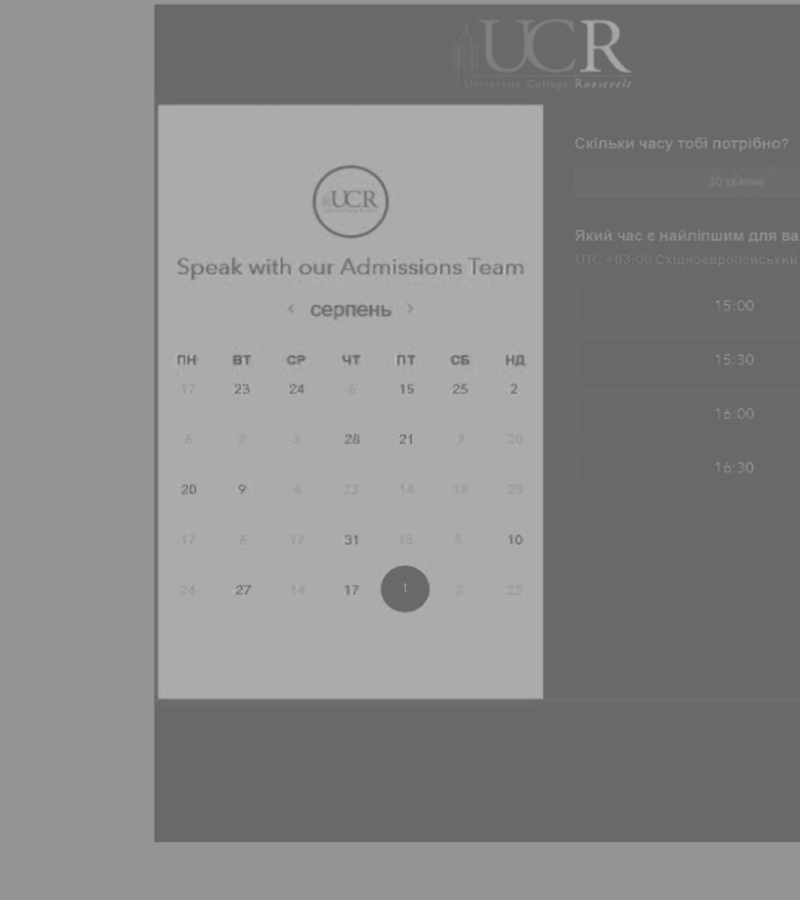 UCR
University College Roosevelt
UCR
Speak with our Admissions Team
< серпень >
ПН ВТ СР ЧТ ПТ СБ НД
17 23 24 6 15 25 2
6 2 3 28 21 7 20
20 9 4 22 14 18 28
17 6 17 31 15 5 10
24 27 14 17 1 2 23
Скільки часу тобі потрібно?
30 хвилин
Який час є найліпшим для ва
UTC +03:00 Східноєвропейський
15:00
15:30
16:00
16:30